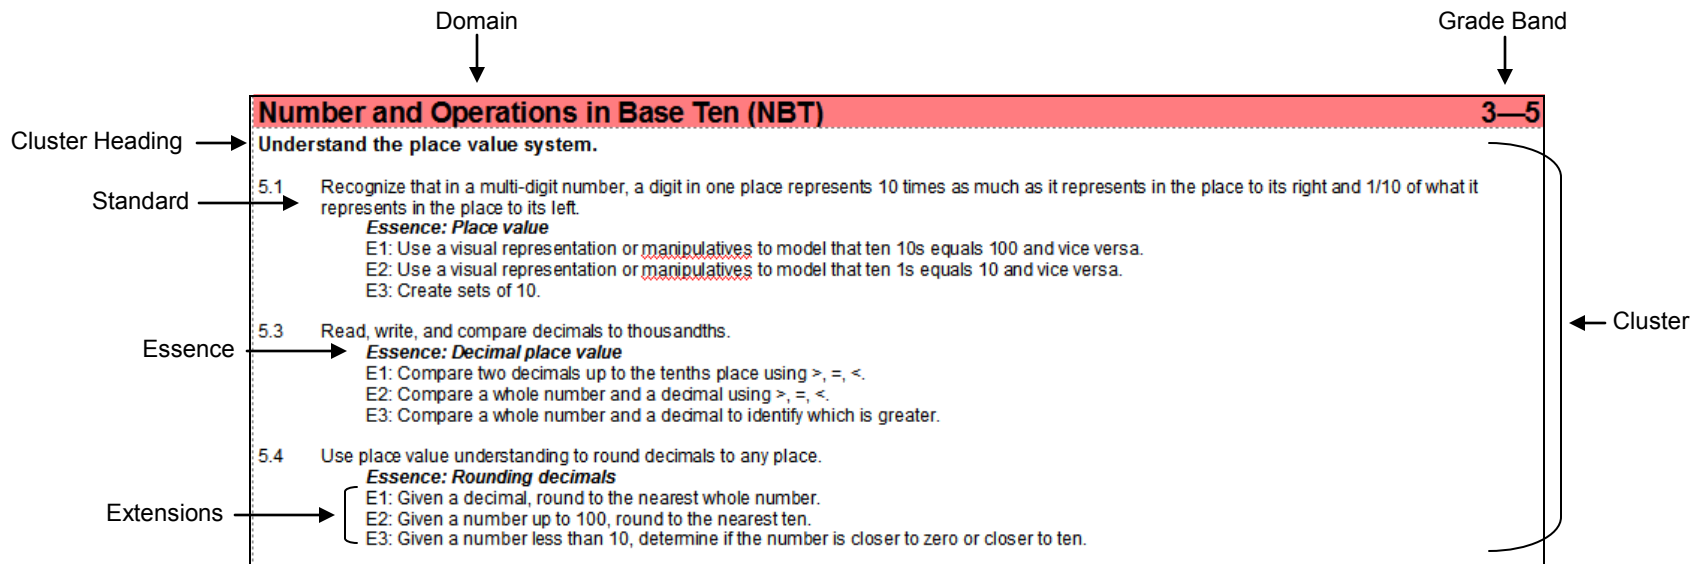 Domain
Grade Band
Number and Operations in Base Ten (NBT) 3—5
Cluster Heading
Understand the place value system.
5.1 Recognize that in a multi-digit number, a digit in one place represents 10 times as much as it represents in the place to its right and 1/10 of what it
Standard
represents in the place to its left.
Essence: Place value
E1: Use a visual representation or manipulatives to model that ten 10s equals 100 and vice versa.
E2: Use a visual representation or manipulatives to model that ten 1s equals 10 and vice versa.
E3: Create sets of 10.
5.3 Read, write, and compare decimals to thousandths.
Cluster
Essence
Essence: Decimal place value
E1: Compare two decimals up to the tenths place using >, =, <.
E2: Compare a whole number and a decimal using >, =, <.
E3: Compare a whole number and a decimal to identify which is greater.
5.4 Use place value understanding to round decimals to any place.
Essence: Rounding decimals
E1: Given a decimal, round to the nearest whole number.
Extensions
E2: Given a number up to 100, round to the nearest ten.
E3: Given a number less than 10, determine if the number is closer to zero or closer to ten.